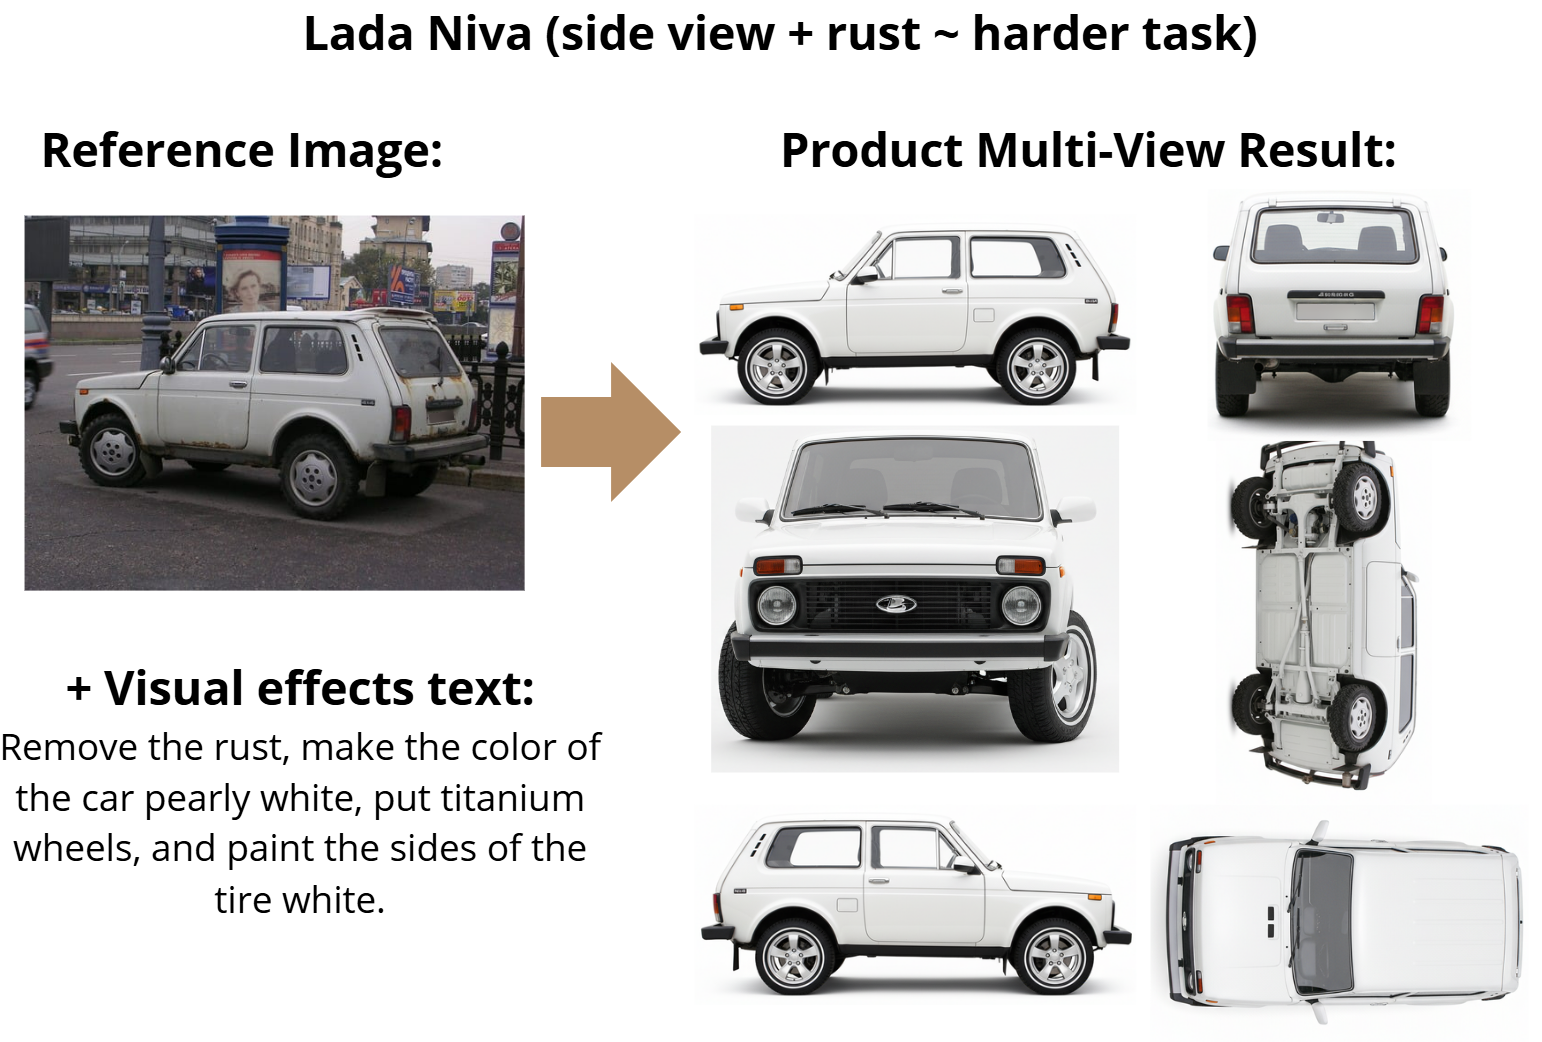 Lada Niva (side view + rust ~ harder task)
Reference Image:
Product Multi-View Result:
+ Visual effects text:
Remove the rust, make the color of
the car pearly white, put titanium
wheels, and paint the sides of the
tire white.